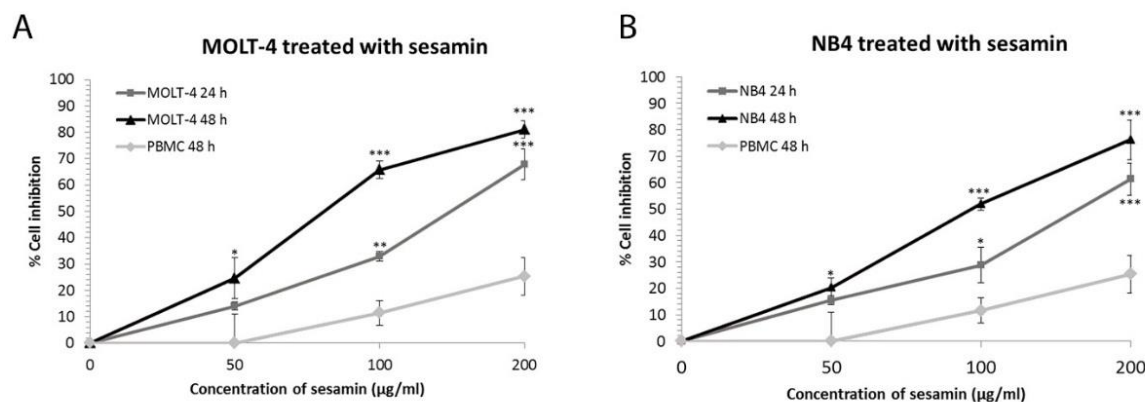 A
MOLT-4 treated with sesamin
100
90
80
70
60
50
40
30
20
10
0
% Cell inhibition
MOLT-4 24 h
MOLT-4 48 h
PBMC 48 h
*
**
***
***
***
0 50 100 200
Concentration of sesamin (µg/ml)
B
NB4 treated with sesamin
100
90
80
70
60
50
40
30
20
10
0
% Cell inhibition
NB4 24 h
NB4 48 h
PBMC 48 h
*
*
***
***
***
0 50 100 200
Concentration of sesamin (µg/ml)